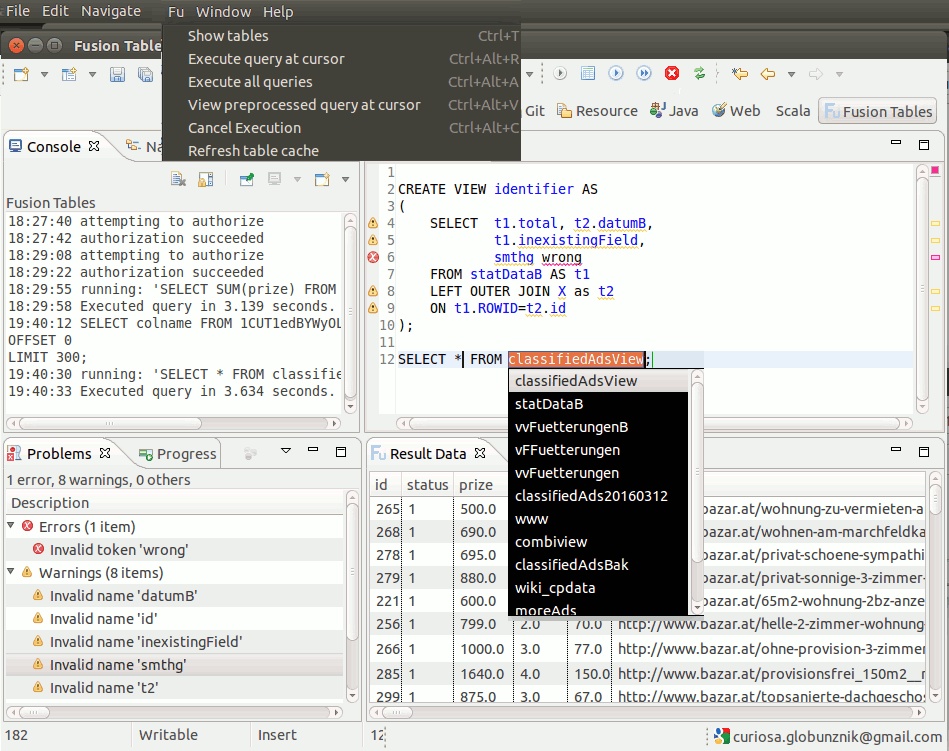 File Edit Navigate Fu Window Help
Show tables Ctrl+T
Execute query at cursor Ctrl+Alt+R
Execute all queries Ctrl+Alt+A
View preprocessed query at cursor Ctrl+Alt+V
Cancel Execution Ctrl+Alt+C
Refresh table cache
Fusion Table
Git Resource Java Web Scala Fu Fusion Tables
Console Na
Fusion Tables
18:27:40 attempting to authorize
18:27:42 authorization succeeded
18:29:08 attempting to authorize
18:29:22 authorization succeeded
18:29:55 running: 'SELECT SUM(prize) FROM
18:29:58 Executed query in 3.139 seconds.
19:40:12 SELECT colname FROM 1CUT1edBYWyOL
OFFSET 0
LIMIT 300;
19:40:30 running: 'SELECT * FROM classifie
19:40:33 Executed query in 3.634 seconds.
1
2 CREATE VIEW identifier AS
3 (
4 SELECT t1.total, t2.datumB,
5 t1.inexistingField,
6 smthg wrong
7 FROM statDataB AS t1
8 LEFT OUTER JOIN X as t2
9 ON t1.ROWID=t2.id
10 );
11
12 SELECT * FROM classifiedAdsView;
classifiedAdsView
statDataB
vvFuetterungenB
vFFuetterungen
vvFuetterungen
classifiedAds20160312
www
combiview
classifiedAdsBak
wiki_cpdata
moreAds
Problems Progress
1 error, 8 warnings, 0 others
Description
Errors (1 item)
Invalid token 'wrong'
Warnings (8 items)
Invalid name 'datumB'
Invalid name 'id'
Invalid name 'inexistingField'
Invalid name 'smthg'
Invalid name 't2'
Fu Result Data
id status prize
265 1 500.0 bazar.at/wohnung-zu-vermieten-a
268 1 690.0 bazar.at/wohnen-am-marchfeldka
278 1 695.0 bazar.at/privat-schoene-sympathi
279 1 880.0 bazar.at/privat-sonnige-3-zimmer-
221 1 600.0 bazar.at/65m2-wohnung-2bz-anze
256 1 799.0 2.0 70.0 http://www.bazar.at/helle-2-zimmer-wohnung-
266 1 1000.0 3.0 77.0 http://www.bazar.at/ohne-provision-3-zimmer
285 1 1640.0 4.0 150.0 http://www.bazar.at/provisionsfrei_150m2__r
299 1 875.0 3.0 67.0 http://www.bazar.at/topsanierte-dachgeschos
182 Writable Insert 12 curiosa.globunznik@gmail.com